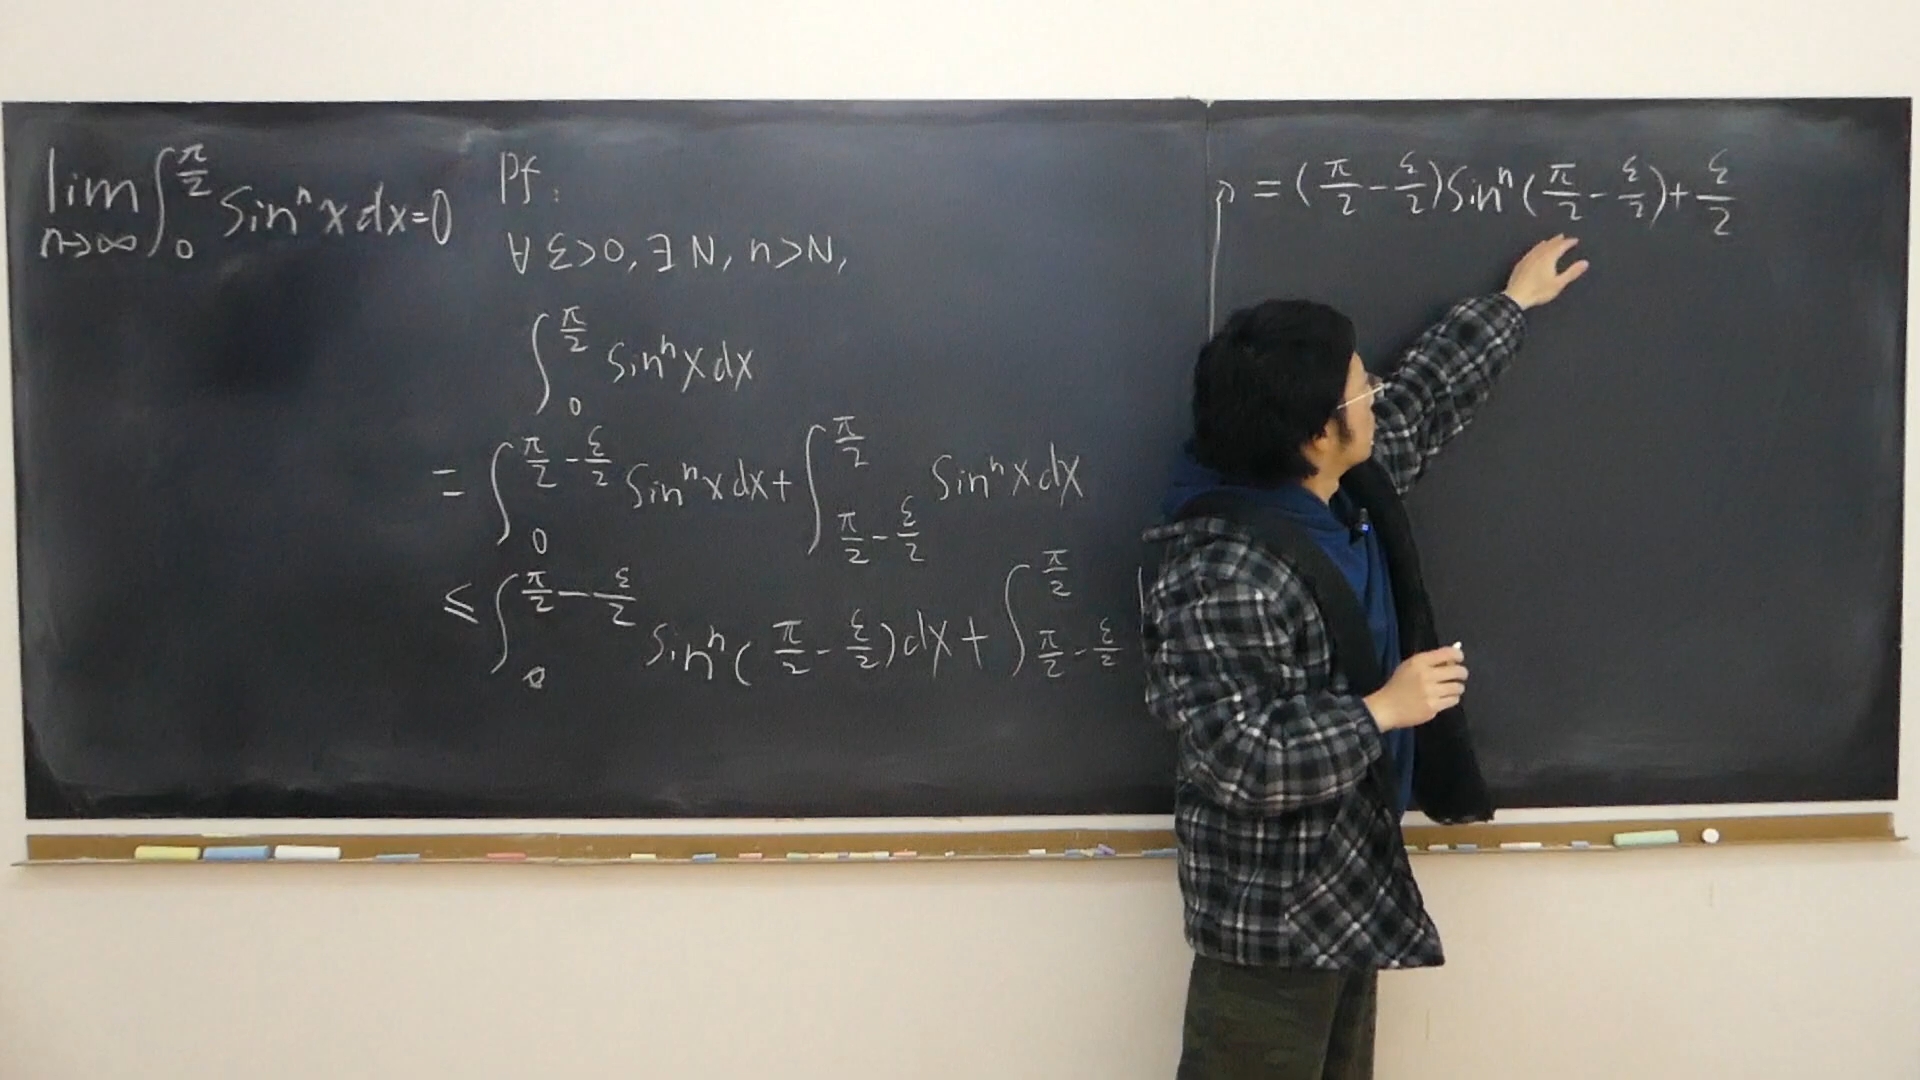 lim_{n→∞} ∫_0^{π/2} Sin^n x dx = 0
Pf:
∀ ε>0, ∃ N, n>N,
∫_0^{π/2} Sin^n x dx
= ∫_0^{π/2 - ε/2} Sin^n x dx + ∫_{π/2 - ε/2}^{π/2} Sin^n x dx
≤ ∫_0^{π/2 - ε/2} Sin^n (π/2 - ε/2) dx + ∫_{π/2 - ε/2}^{π/2}
= (π/2 - ε/2) Sin^n (π/2 - ε/2) + ε/2